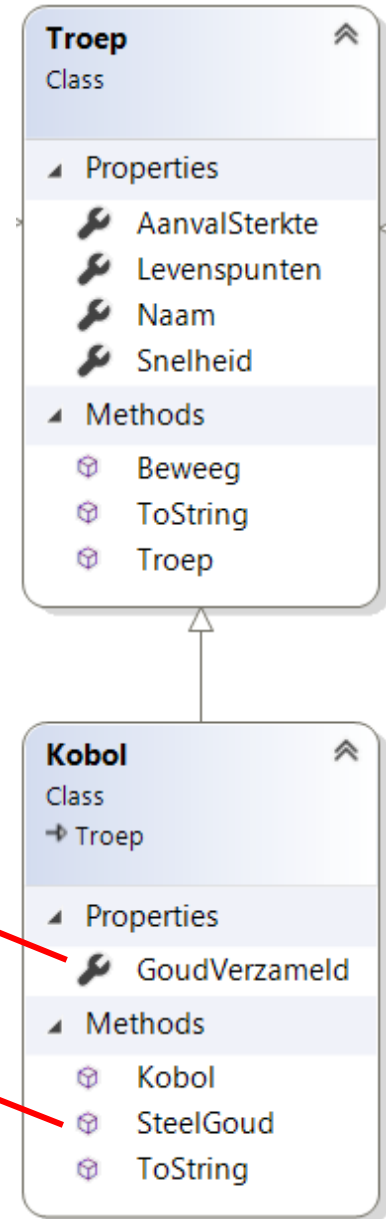 Troep
Class
Properties
AanvalSterkte
Levenspunten
Naam
Snelheid
Methods
Beweeg
ToString
Troep
Kobol
Class
Troep
Properties
GoudVerzameld
Methods
Kobol
SteelGoud
ToString